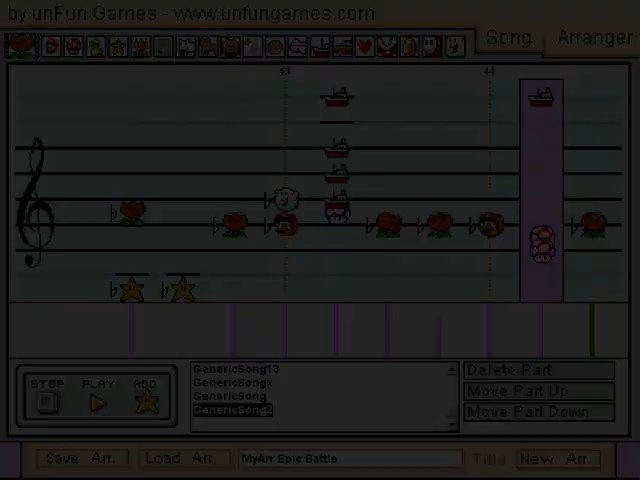 by unFun Games - www.unfungames.com
Song
Arranger
43
44
STOP
PLAY
ADD
GenericSong13
GenericSongx
GenericSong
GenericSong2
Delete Part
Move Part Up
Move Part Down
Save Arr.
Load Arr.
MyArr Epic Battle
Title
New Arr.